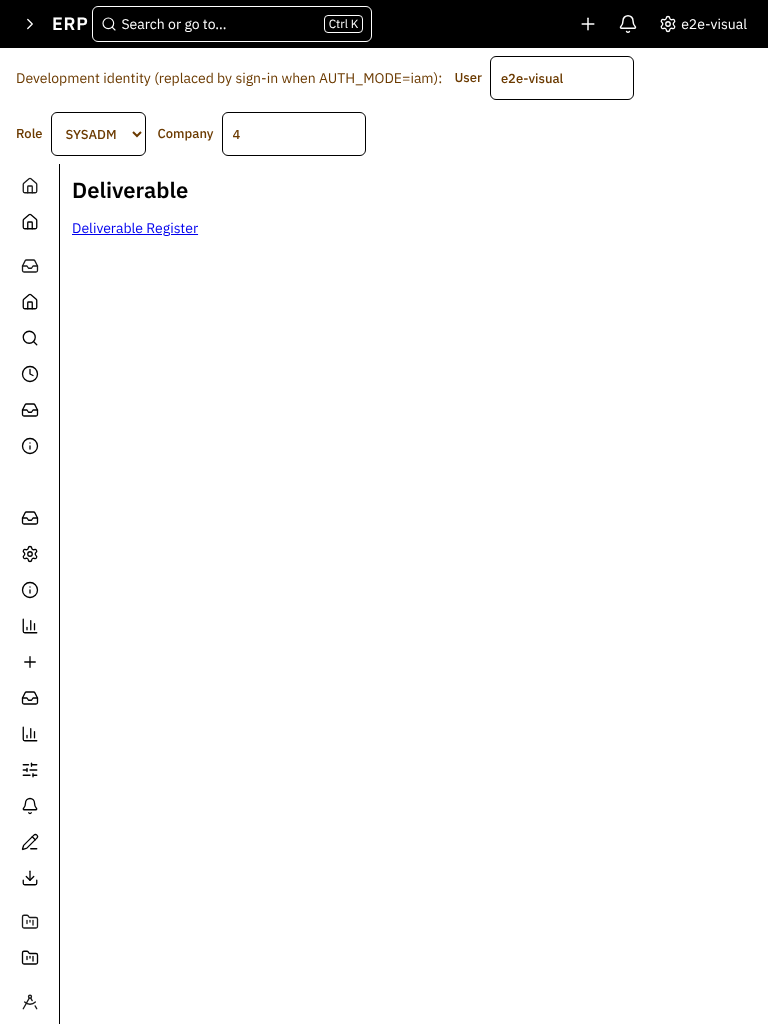 ERP Search or go to... Ctrl K e2e-visual
Development identity (replaced by sign-in when AUTH_MODE=iam): User e2e-visual
Role SYSADM Company 4
Deliverable
Deliverable Register